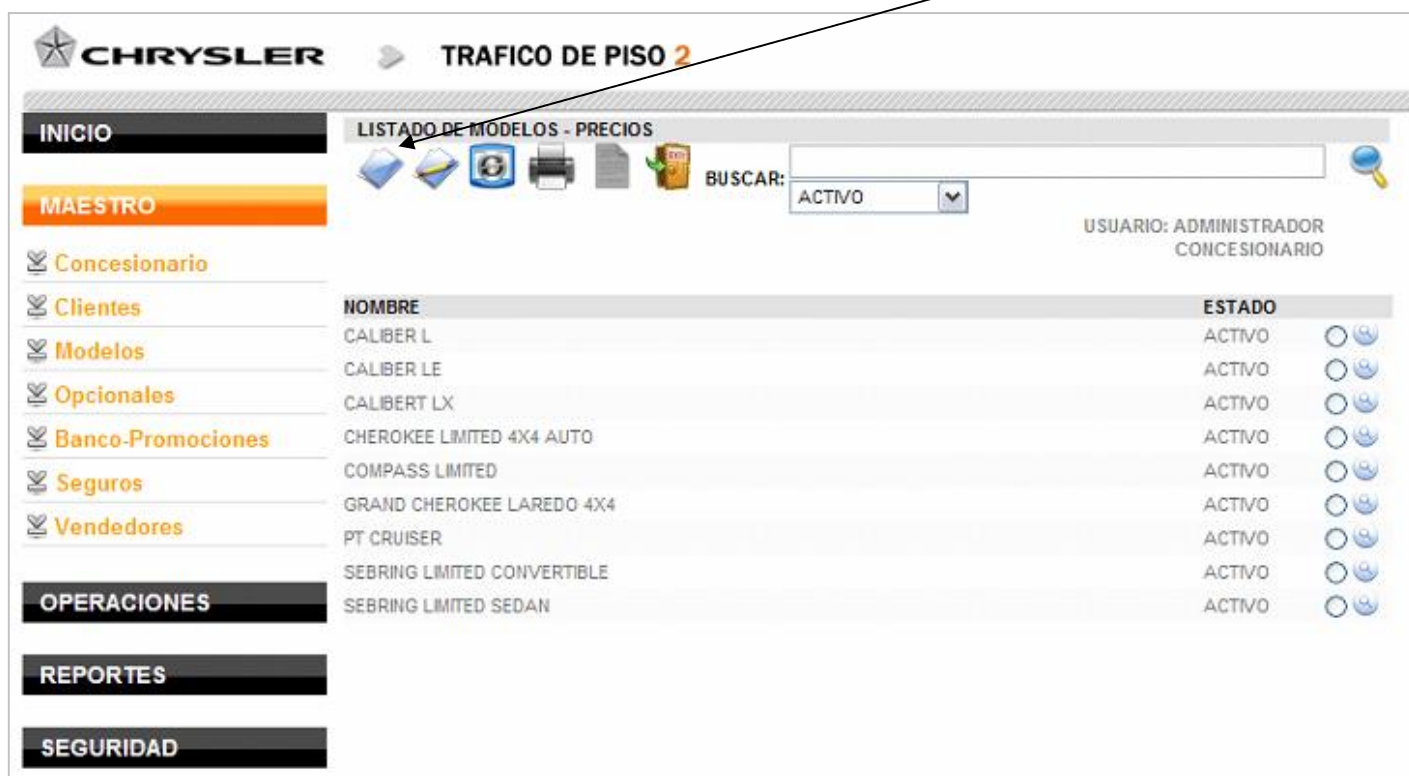 CHRYSLER TRAFICO DE PISO 2
INICIO
MAESTRO
Concesionario
Clientes
Modelos
Opcionales
Banco-Promociones
Seguros
Vendedores
OPERACIONES
REPORTES
SEGURIDAD
LISTADO DE MODELOS - PRECIOS
EXIT
BUSCAR:
ACTIVO
USUARIO: ADMINISTRADOR
CONCESIONARIO
NOMBRE ESTADO
CALIBER L ACTIVO
CALIBER LE ACTIVO
CALIBERT LX ACTIVO
CHEROKEE LIMITED 4X4 AUTO ACTIVO
COMPASS LIMITED ACTIVO
GRAND CHEROKEE LAREDO 4X4 ACTIVO
PT CRUISER ACTIVO
SEBRING LIMITED CONVERTIBLE ACTIVO
SEBRING LIMITED SEDAN ACTIVO